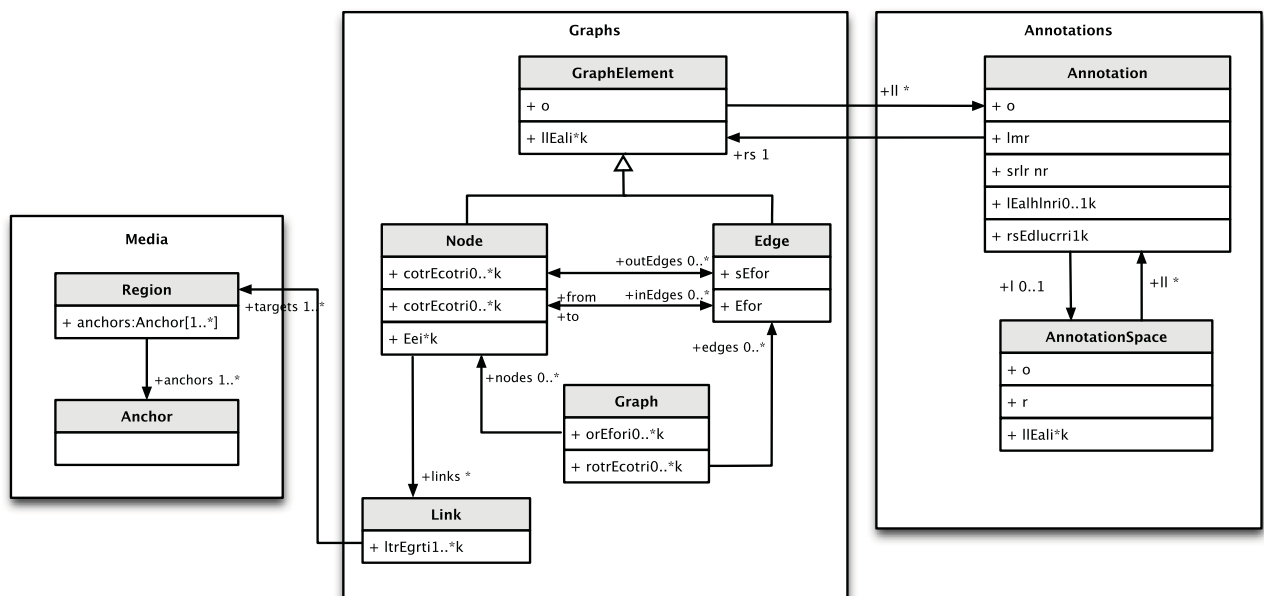 Graphs
Annotations
GraphElement
+ o
+ llEali*k
Annotation
+ o
+ lmr
+ srlr nr
+ lEalhlnri0..1k
+ rsEdlucrri1k
+ll *
+rs 1
Media
Region
+ anchors:Anchor[1..*]
+anchors 1..*
Anchor
+targets 1..*
Node
+ cotrEcotri0..*k
+ cotrEcotri0..*k
+ Eei*k
Edge
+ sEfor
+ Efor
+outEdges 0..*
+from
+inEdges 0..*
+to
+edges 0..*
+nodes 0..*
Graph
+ orEfori0..*k
+ rotrEcotri0..*k
+links *
Link
+ ltrEgrti1..*k
+l 0..1
+ll *
AnnotationSpace
+ o
+ r
+ llEali*k